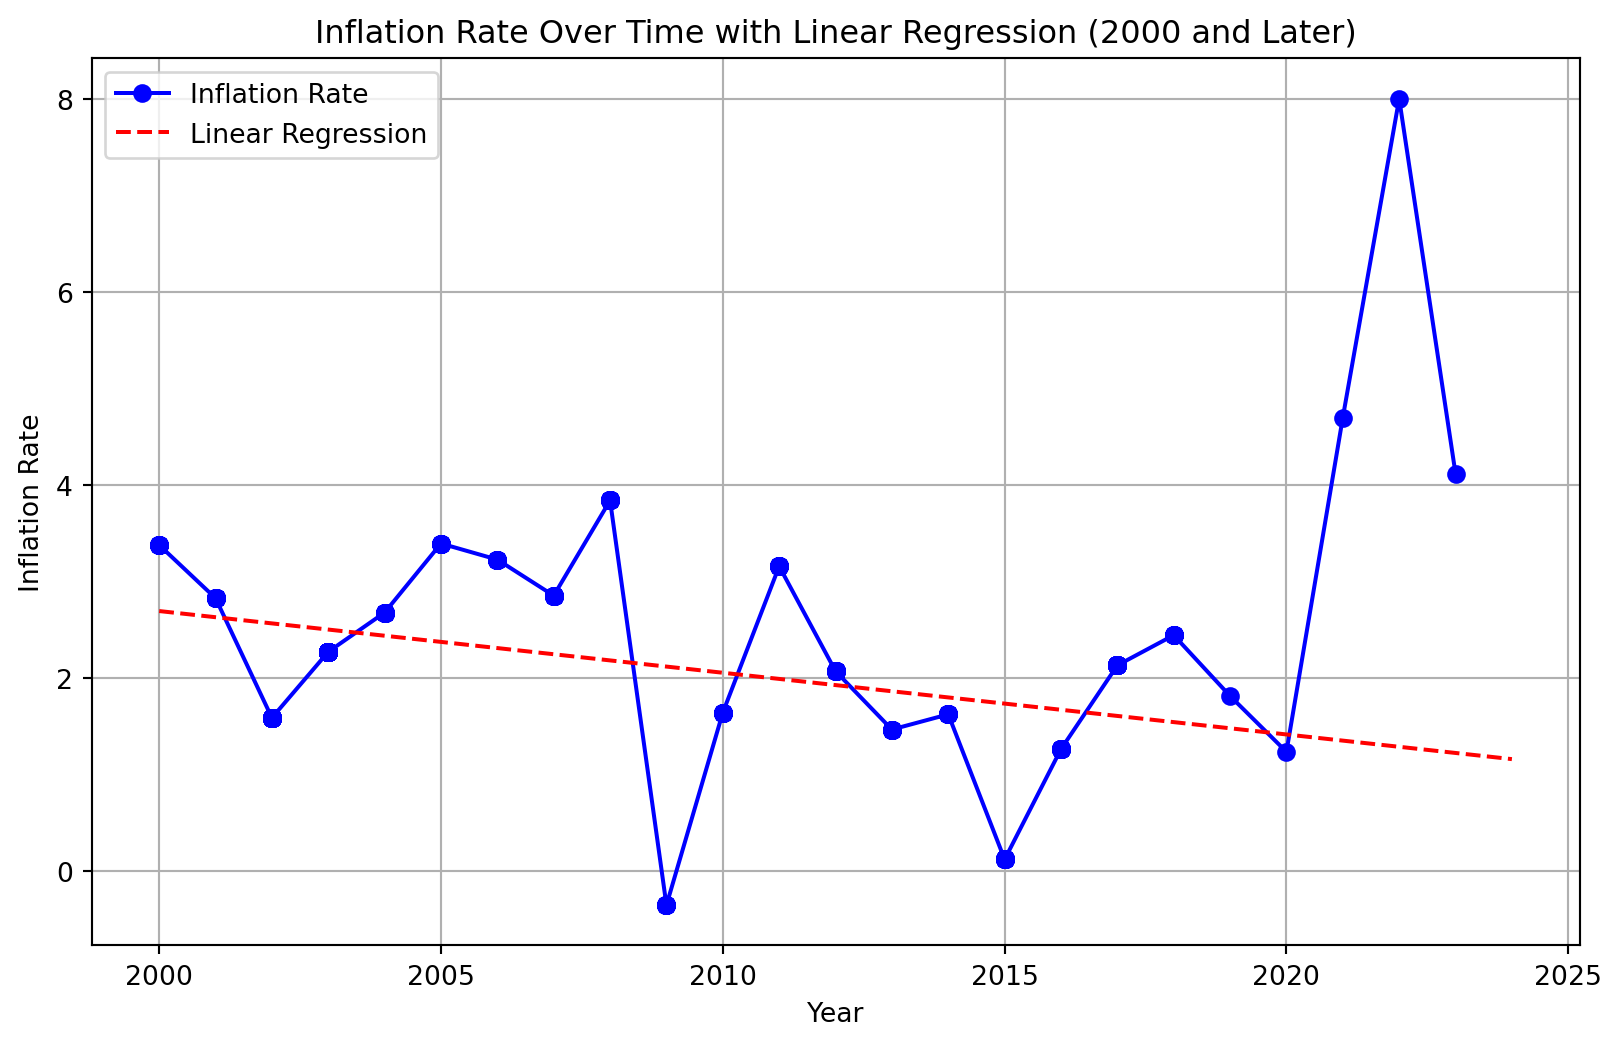 Inflation Rate Over Time with Linear Regression (2000 and Later)
Inflation Rate
Linear Regression
8
6
4
2
0
Inflation Rate
2000 2005 2010 2015 2020 2025
Year